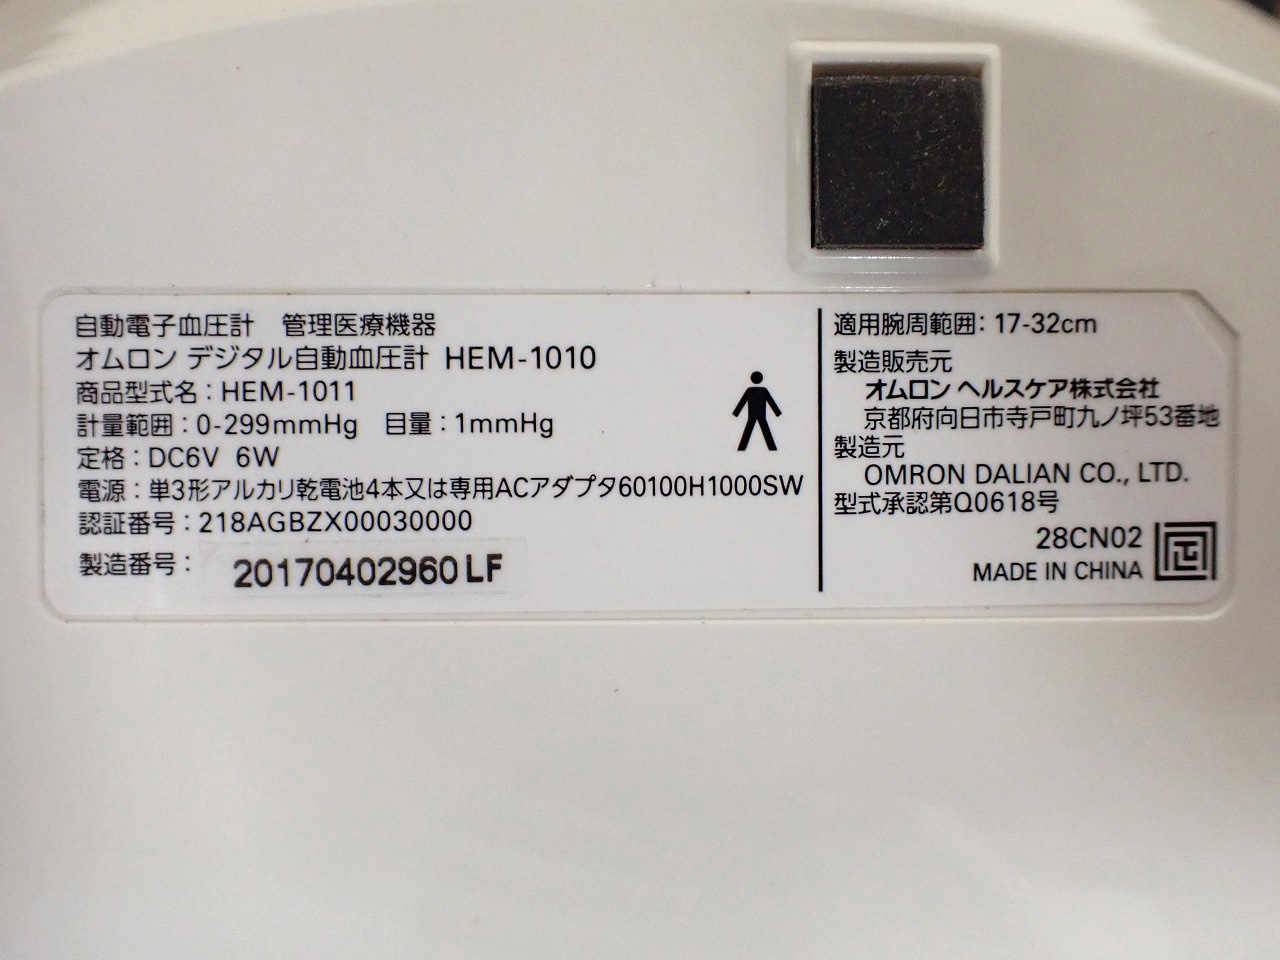 自動電子血圧計　管理医療機器
オムロン デジタル自動血圧計 HEM-1010
商品型式名：HEM-1011
計量範囲：0-299mmHg　目量：1mmHg
定格：DC6V 6W
電源：単3形アルカリ乾電池4本又は専用ACアダプタ60100H1000SW
認証番号：218AGBZX00030000
製造番号：20170402960LF
適用腕周範囲：17-32cm
製造販売元
オムロン ヘルスケア株式会社
京都府向日市寺戸町九ノ坪53番地
製造元
OMRON DALIAN CO., LTD.
型式承認第Q0618号
28CN02
MADE IN CHINA
正